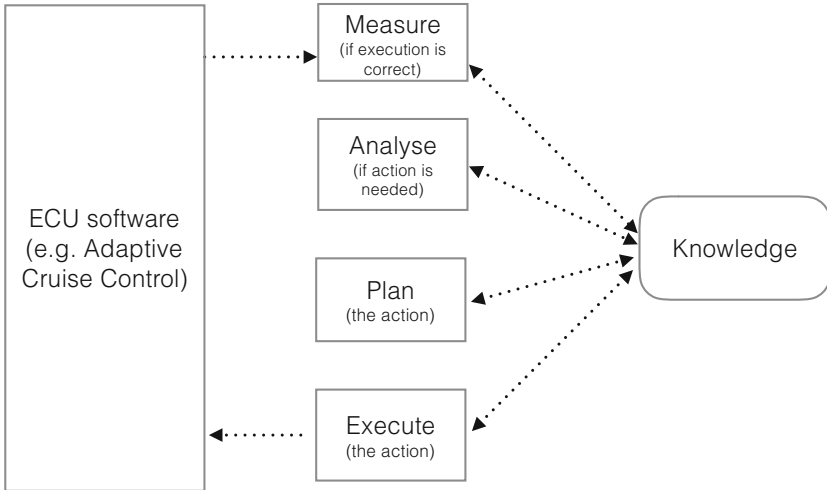 ECU software
(e.g. Adaptive
Cruise Control)
Measure
(if execution is
correct)
Analyse
(if action is
needed)
Plan
(the action)
Execute
(the action)
Knowledge